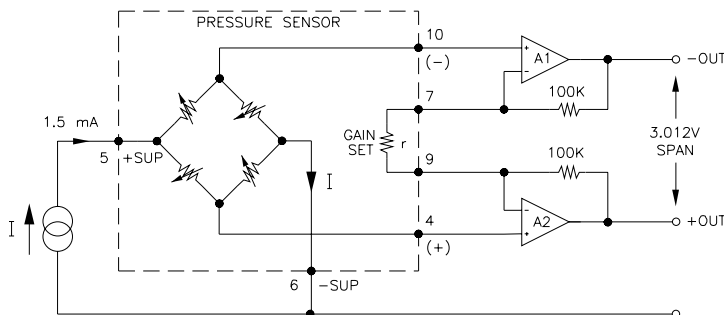 PRESSURE SENSOR
10
(−)
A1
+
−
−OUT
7
100K
1.5 mA
GAIN
SET
r
3.012V
SPAN
5
+SUP
9
100K
I
I
−
A2
+
+OUT
4
(+)
6
−SUP